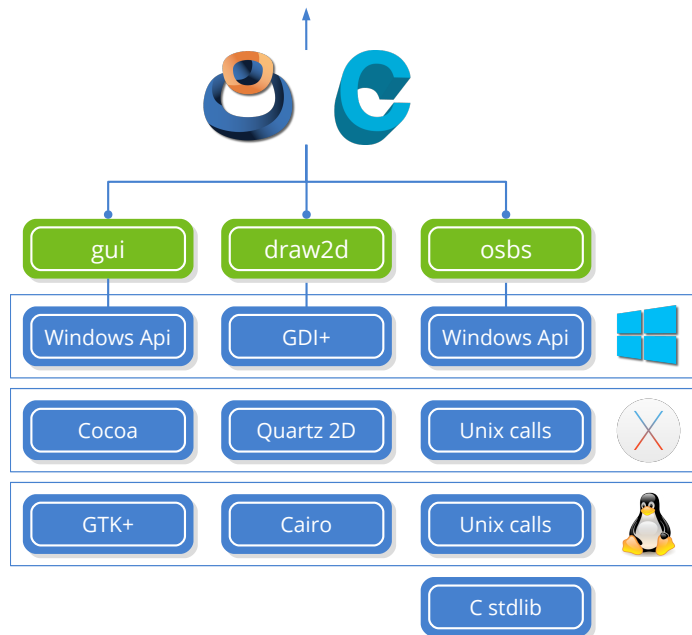 gui
draw2d
osbs
Windows Api
GDI+
Windows Api
Cocoa
Quartz 2D
Unix calls
GTK+
Cairo
Unix calls
C stdlib